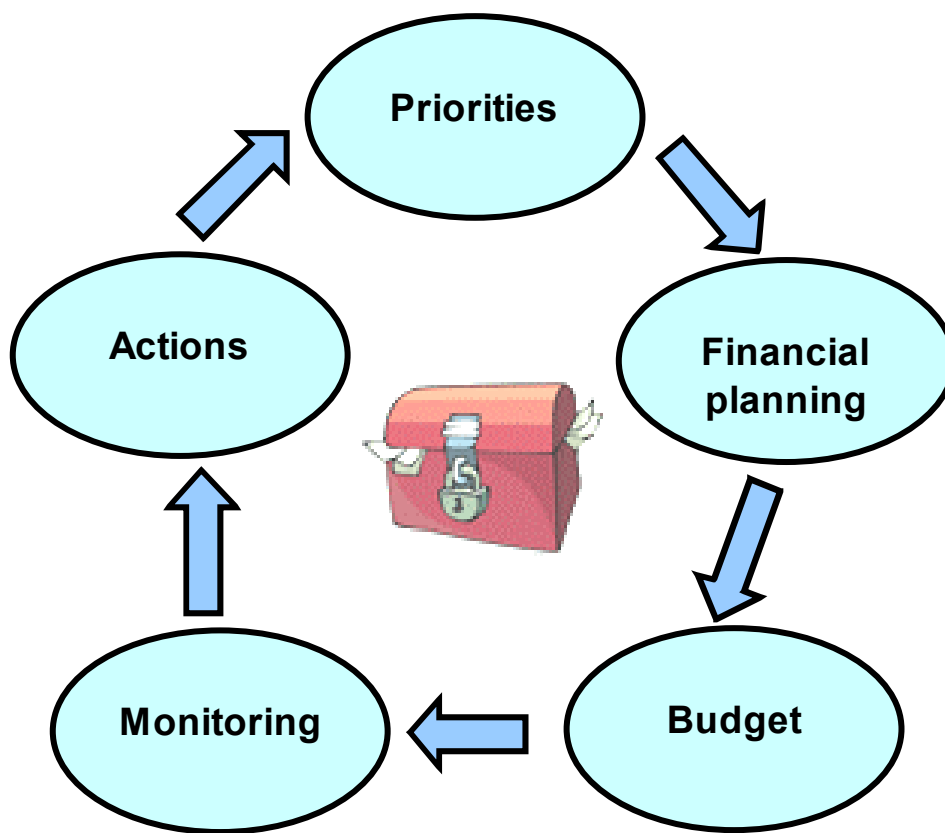 Priorities
Financial
planning
Budget
Monitoring
Actions